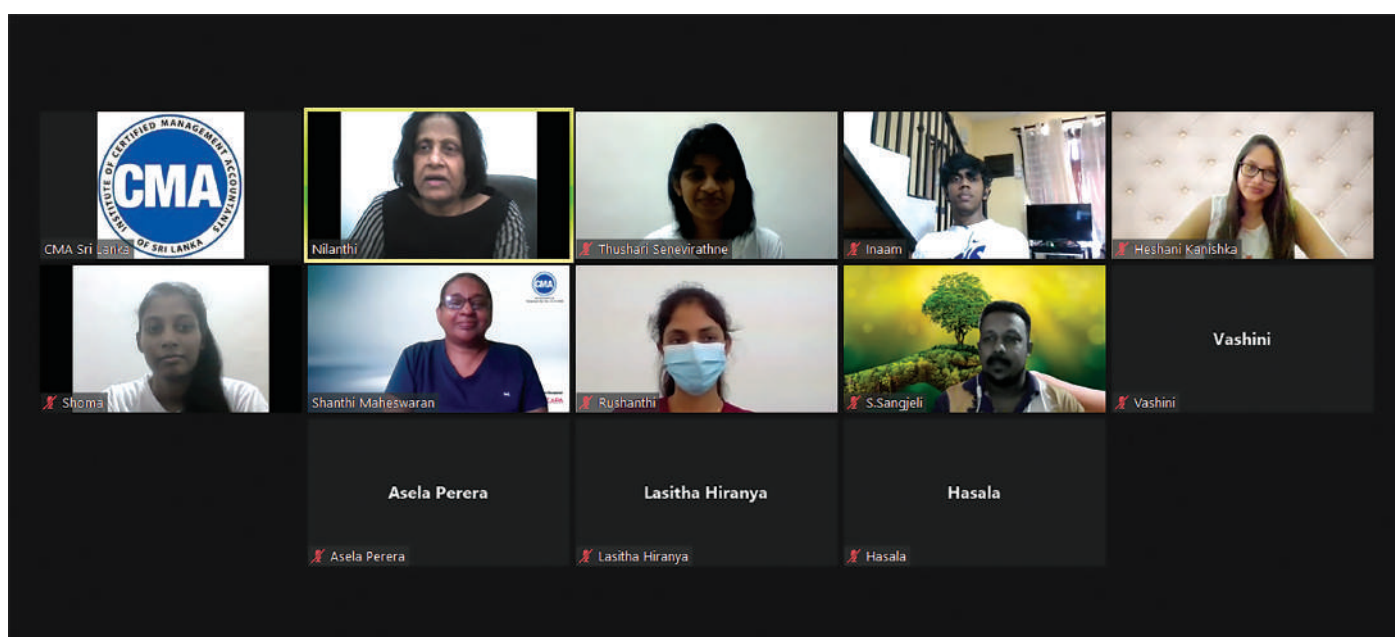 INSTITUTE OF CERTIFIED MANAGEMENT ACCOUNTANTS
CMA
OF SRI LANKA
CMA Sri Lanka
Nilanthi
Thushari Senevirathne
Inaam
Heshani Kanishka
Shoma
CMA
Shanthi Maheswaran
Rushanthi
S.Sangjeli
Vashini
Vashini
Asela Perera
Lasitha Hiranya
Hasala
Asela Perera
Lasitha Hiranya
Hasala